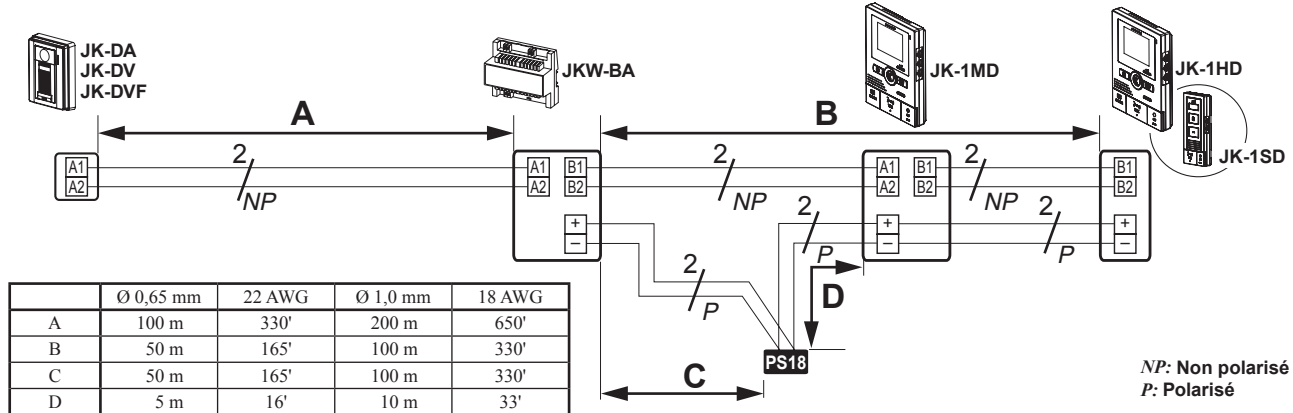 JK-DA
JK-DV
JK-DVF
JKW-BA
JK-1MD
JK-1HD
JK-1SD
A
B
A1
A2
2
NP
A1
A2
B1
B2
+
−
2
NP
A1
A2
B1
B2
+
−
2
NP
B1
B2
+
−
2
P
2
P
2
P
D
C
PS18
Ø 0,65 mm 22 AWG Ø 1,0 mm 18 AWG
A 100 m 330' 200 m 650'
B 50 m 165' 100 m 330'
C 50 m 165' 100 m 330'
D 5 m 16' 10 m 33'
NP: Non polarisé
P: Polarisé